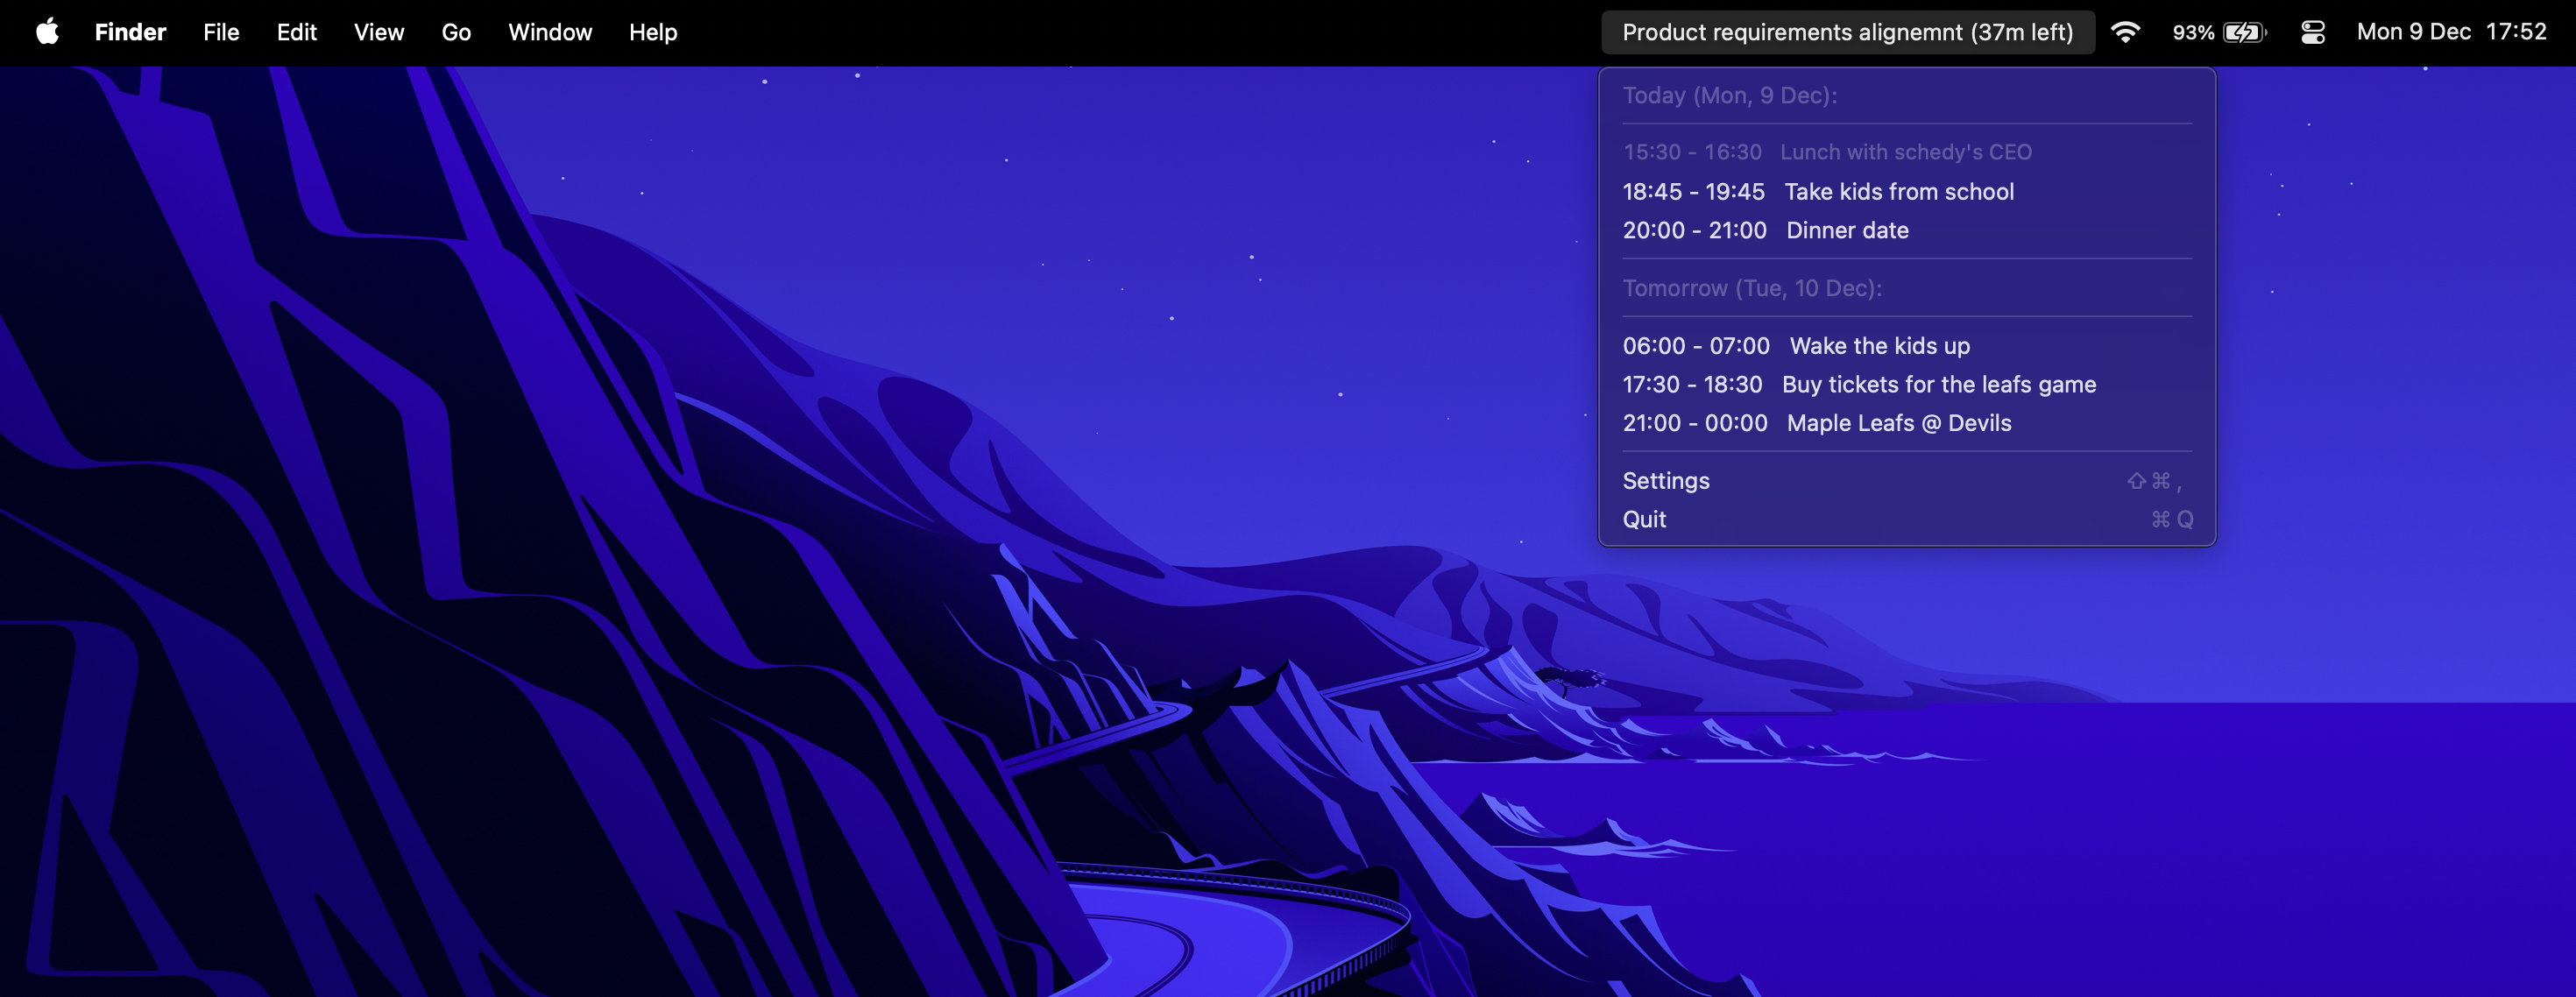 Finder File Edit View Go Window Help Product requirements alignemnt (37m left) 93% Mon 9 Dec 17:52
Today (Mon, 9 Dec):
15:30 - 16:30 Lunch with schedy's CEO
18:45 - 19:45 Take kids from school
20:00 - 21:00 Dinner date
Tomorrow (Tue, 10 Dec):
06:00 - 07:00 Wake the kids up
17:30 - 18:30 Buy tickets for the leafs game
21:00 - 00:00 Maple Leafs @ Devils
Settings ⇧⌘,
Quit ⌘Q